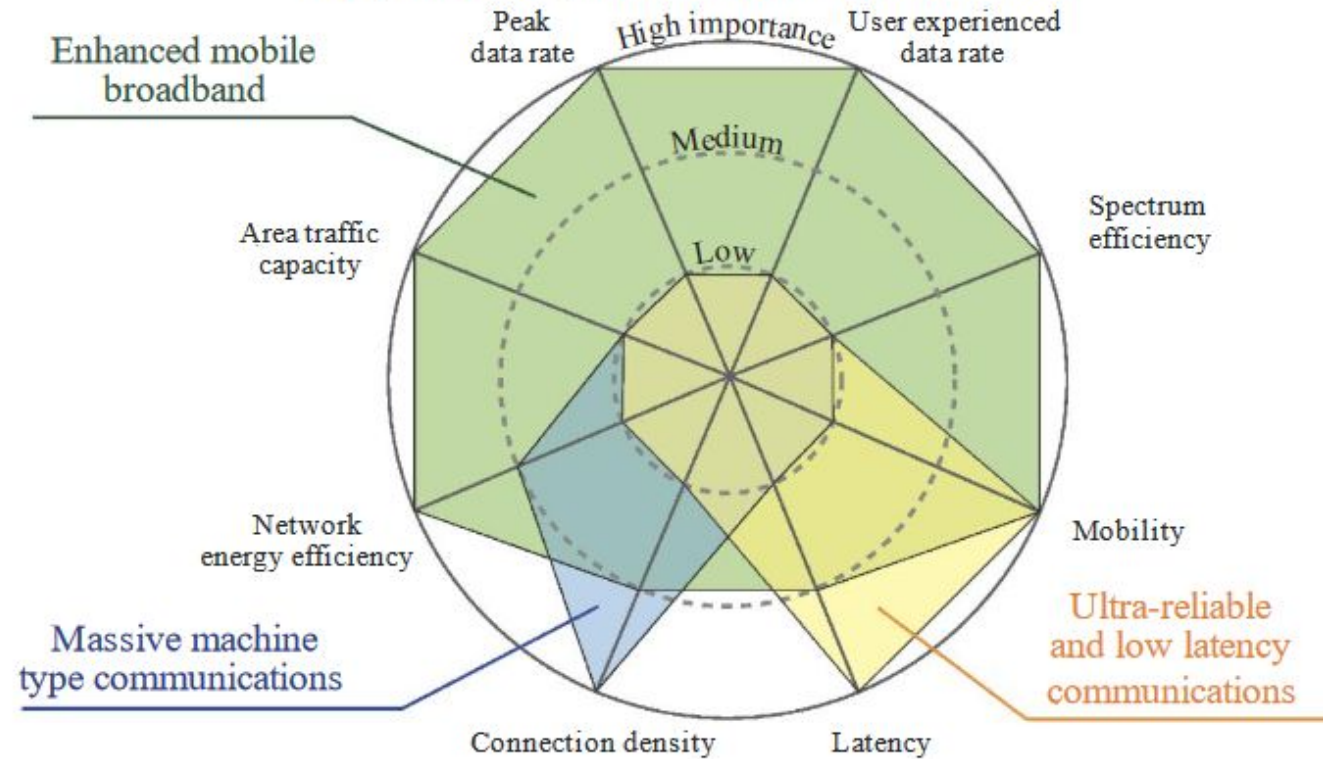 Peak
data rate
High importance
User experienced
data rate
Enhanced mobile
broadband
Medium
Area traffic
capacity
Spectrum
efficiency
Low
Network
energy efficiency
Mobility
Massive machine
type communications
Ultra-reliable
and low latency
communications
Connection density
Latency